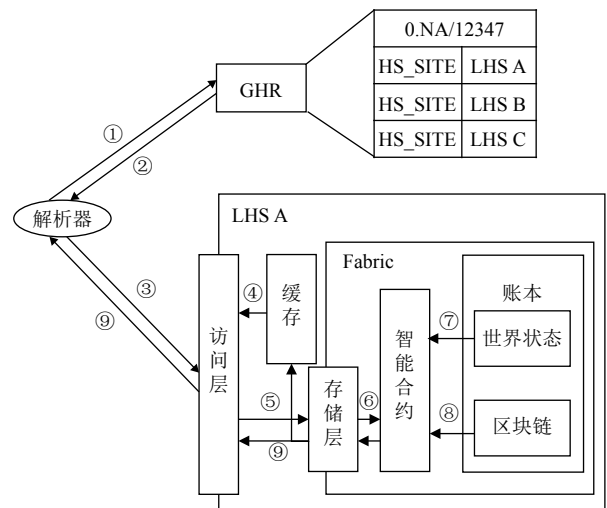 0.NA/12347
HS_SITE LHS A
HS_SITE LHS B
HS_SITE LHS C
GHR
①
②
解析器
③
⑨
LHS A
Fabric
访问层
④
缓存
⑤
⑨
存储层
⑥
智能合约
账本
⑦
世界状态
⑧
区块链